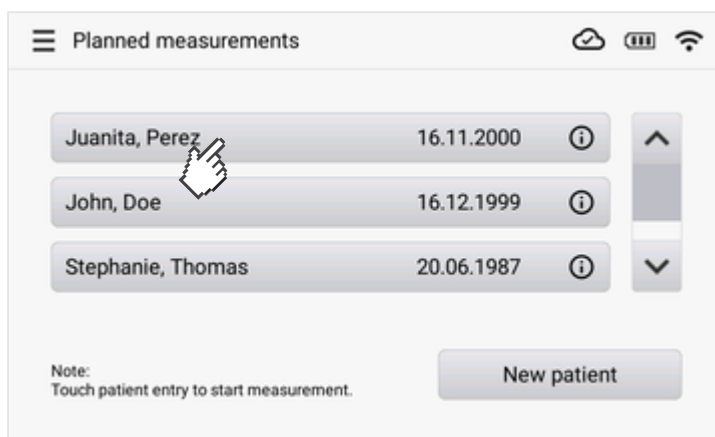 Planned measurements
Juanita, Perez 16.11.2000
John, Doe 16.12.1999
Stephanie, Thomas 20.06.1987
Note:
Touch patient entry to start measurement.
New patient